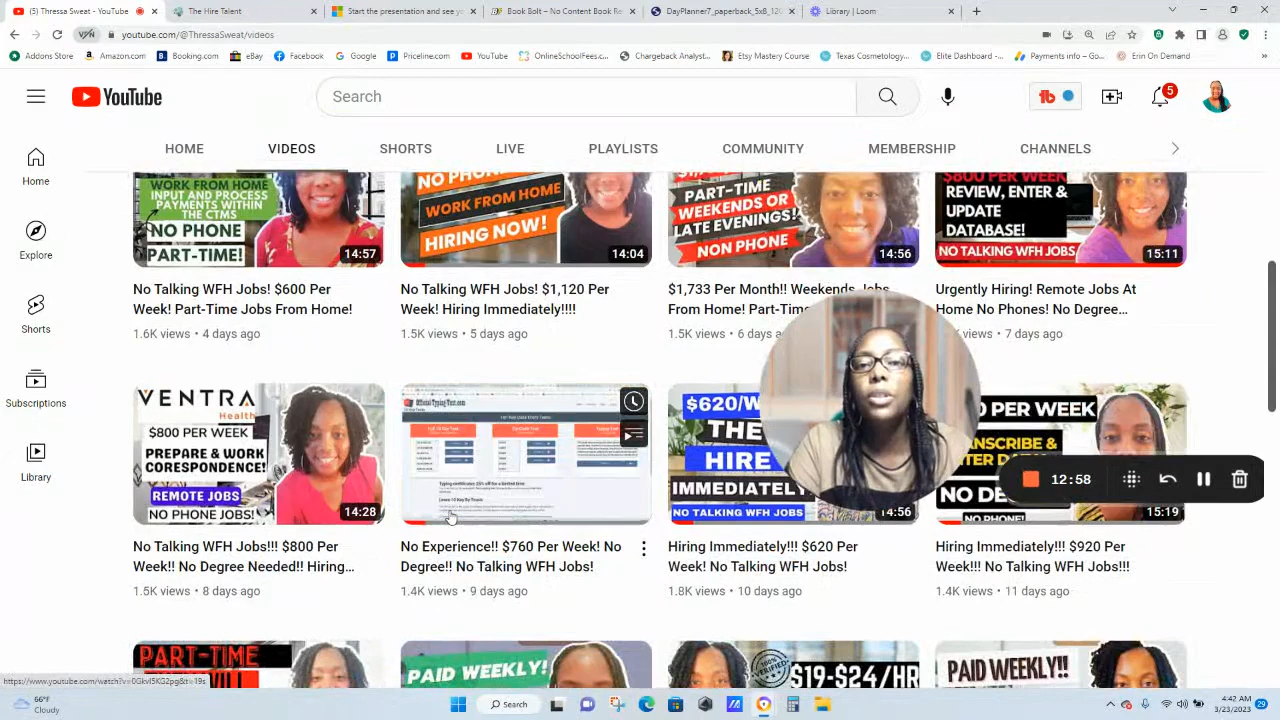 Thressa Sweat - YouTube
The Hire Talent
Start the presentation and see yo
Book Bolt – No Content Book Re
DayPlanner7_paperback_5x8_120
Library | Loom
VPN
youtube.com/@ThressaSweat/videos
Addons Store
Amazon.com
Booking.com
eBay
Facebook
Google
Priceline.com
YouTube
OnlineSchoolFees.c...
Chargeback Analyst...
Etsy Mastery Course
Texas Cosmetology
Elite Dashboard -...
Payments info – Go...
Erin On Demand
YouTube
Search
5
HOME
VIDEOS
SHORTS
LIVE
PLAYLISTS
COMMUNITY
MEMBERSHIP
CHANNELS
Home
Explore
Shorts
Subscriptions
Library
WORK FROM HOME
INPUT AND PROCESS
PAYMENTS WITHIN
THE CTMS
NO PHONE
PART-TIME!
14:57
WORK FROM HOME
HIRING NOW!
14:04
PART-TIME
WEEKENDS OR
LATE EVENINGS!!
NON PHONE
14:56
$800 PER WEEK
REVIEW, ENTER &
UPDATE
DATABASE!
NO TALKING WFH JOBS
15:11
No Talking WFH Jobs! $600 Per
Week! Part-Time Jobs From Home!
1.6K views • 4 days ago
No Talking WFH Jobs! $1,120 Per
Week! Hiring Immediately!!!!
1.5K views • 5 days ago
$1,733 Per Month!! Weekends Jobs
From Home! Part-Time
1.5K views • 6 days ago
Urgently Hiring! Remote Jobs At
Home No Phones! No Degree...
views • 7 days ago
VENTRA
Health
$800 PER WEEK
PREPARE & WORK
CORESPONDENCE!
REMOTE JOBS
NO PHONE JOBS!
14:28
$620/W
THE
HIRE
IMMEDIATELY
NO TALKING WFH JOBS
4:56
PER WEEK
ANSCRIBE &
NO DE
NO PHONE!
15:19
12:58
No Talking WFH Jobs!!! $800 Per
Week!! No Degree Needed!! Hiring...
1.5K views • 8 days ago
No Experience!! $760 Per Week! No
Degree!! No Talking WFH Jobs!
1.4K views • 9 days ago
Hiring Immediately!!! $620 Per
Week! No Talking WFH Jobs!
1.8K views • 10 days ago
Hiring Immediately!!! $920 Per
Week!!! No Talking WFH Jobs!!!
1.4K views • 11 days ago
PART-TIME
PAID WEEKLY!
$19-$24/HR
PAID WEEKLY!!
66°F
Cloudy
Search
4:42 AM
3/23/2023
29